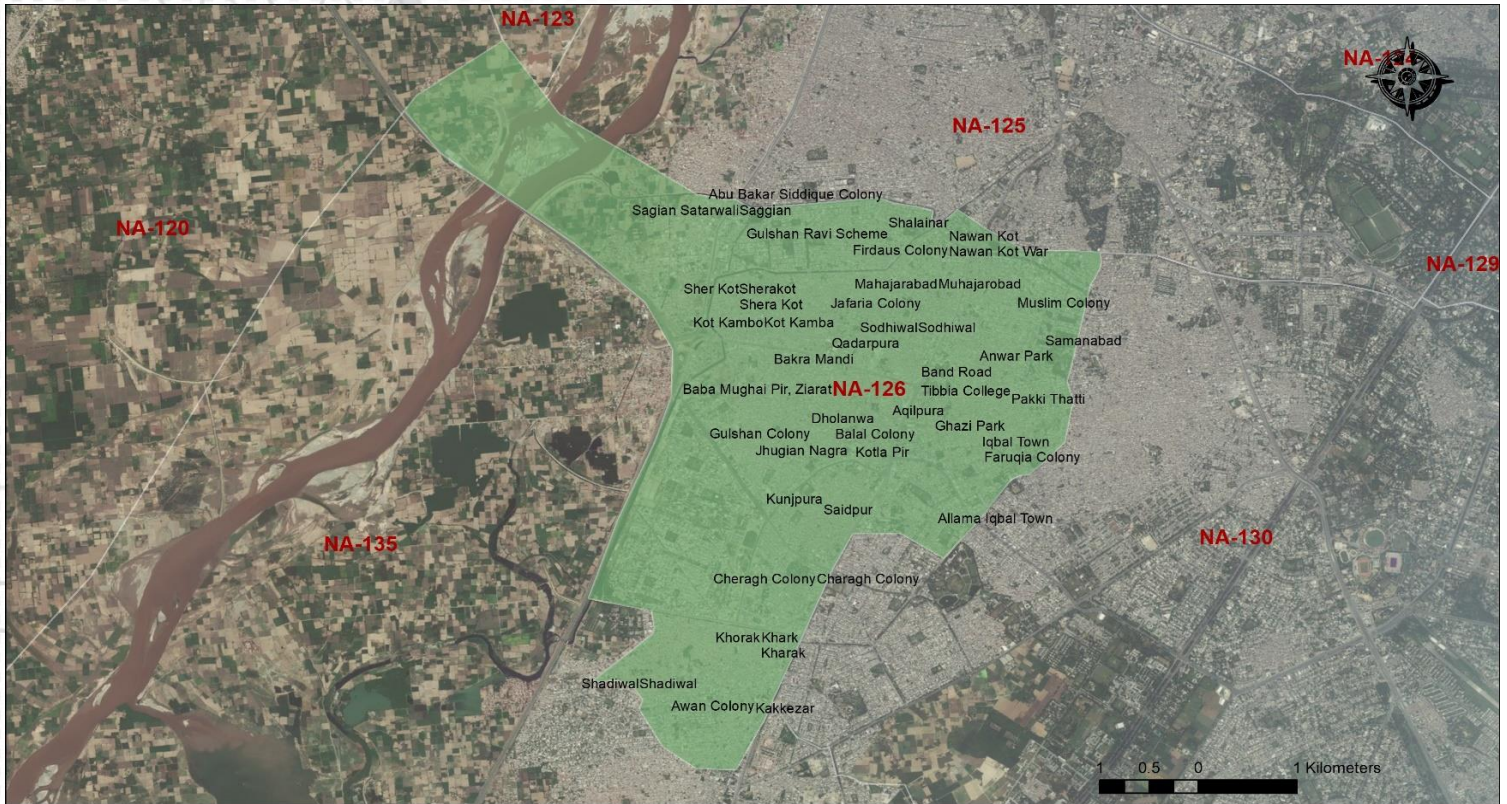 NA-123
NA-124
NA-125
Abu Bakar Siddique Colony
Sagian SatarwaliSaggian
Shalainar
NA-120
Gulshan Ravi Scheme
Nawan Kot
Firdaus Colony
Nawan Kot War
NA-129
Sher KotSherakot
MahajarabadMuhajarobad
Shera Kot
Jafaria Colony
Muslim Colony
Kot KamboKot Kamba
SodhiwalSodhiwal
Qadarpura
Samanabad
Bakra Mandi
Anwar Park
Band Road
Baba Mughai Pir, Ziarat
NA-126
Tibbia College
Pakki Thatti
Aqilpura
Dholanwa
Ghazi Park
Gulshan Colony
Balal Colony
Iqbal Town
Jhugian Nagra
Kotla Pir
Faruqia Colony
Kunjpura
Saidpur
Allama Iqbal Town
NA-135
NA-130
Cheragh ColonyCharagh Colony
KhorakKhark
Kharak
ShadiwalShadiwal
Awan Colony
Kakkezar
1 0.5 0 1 Kilometers